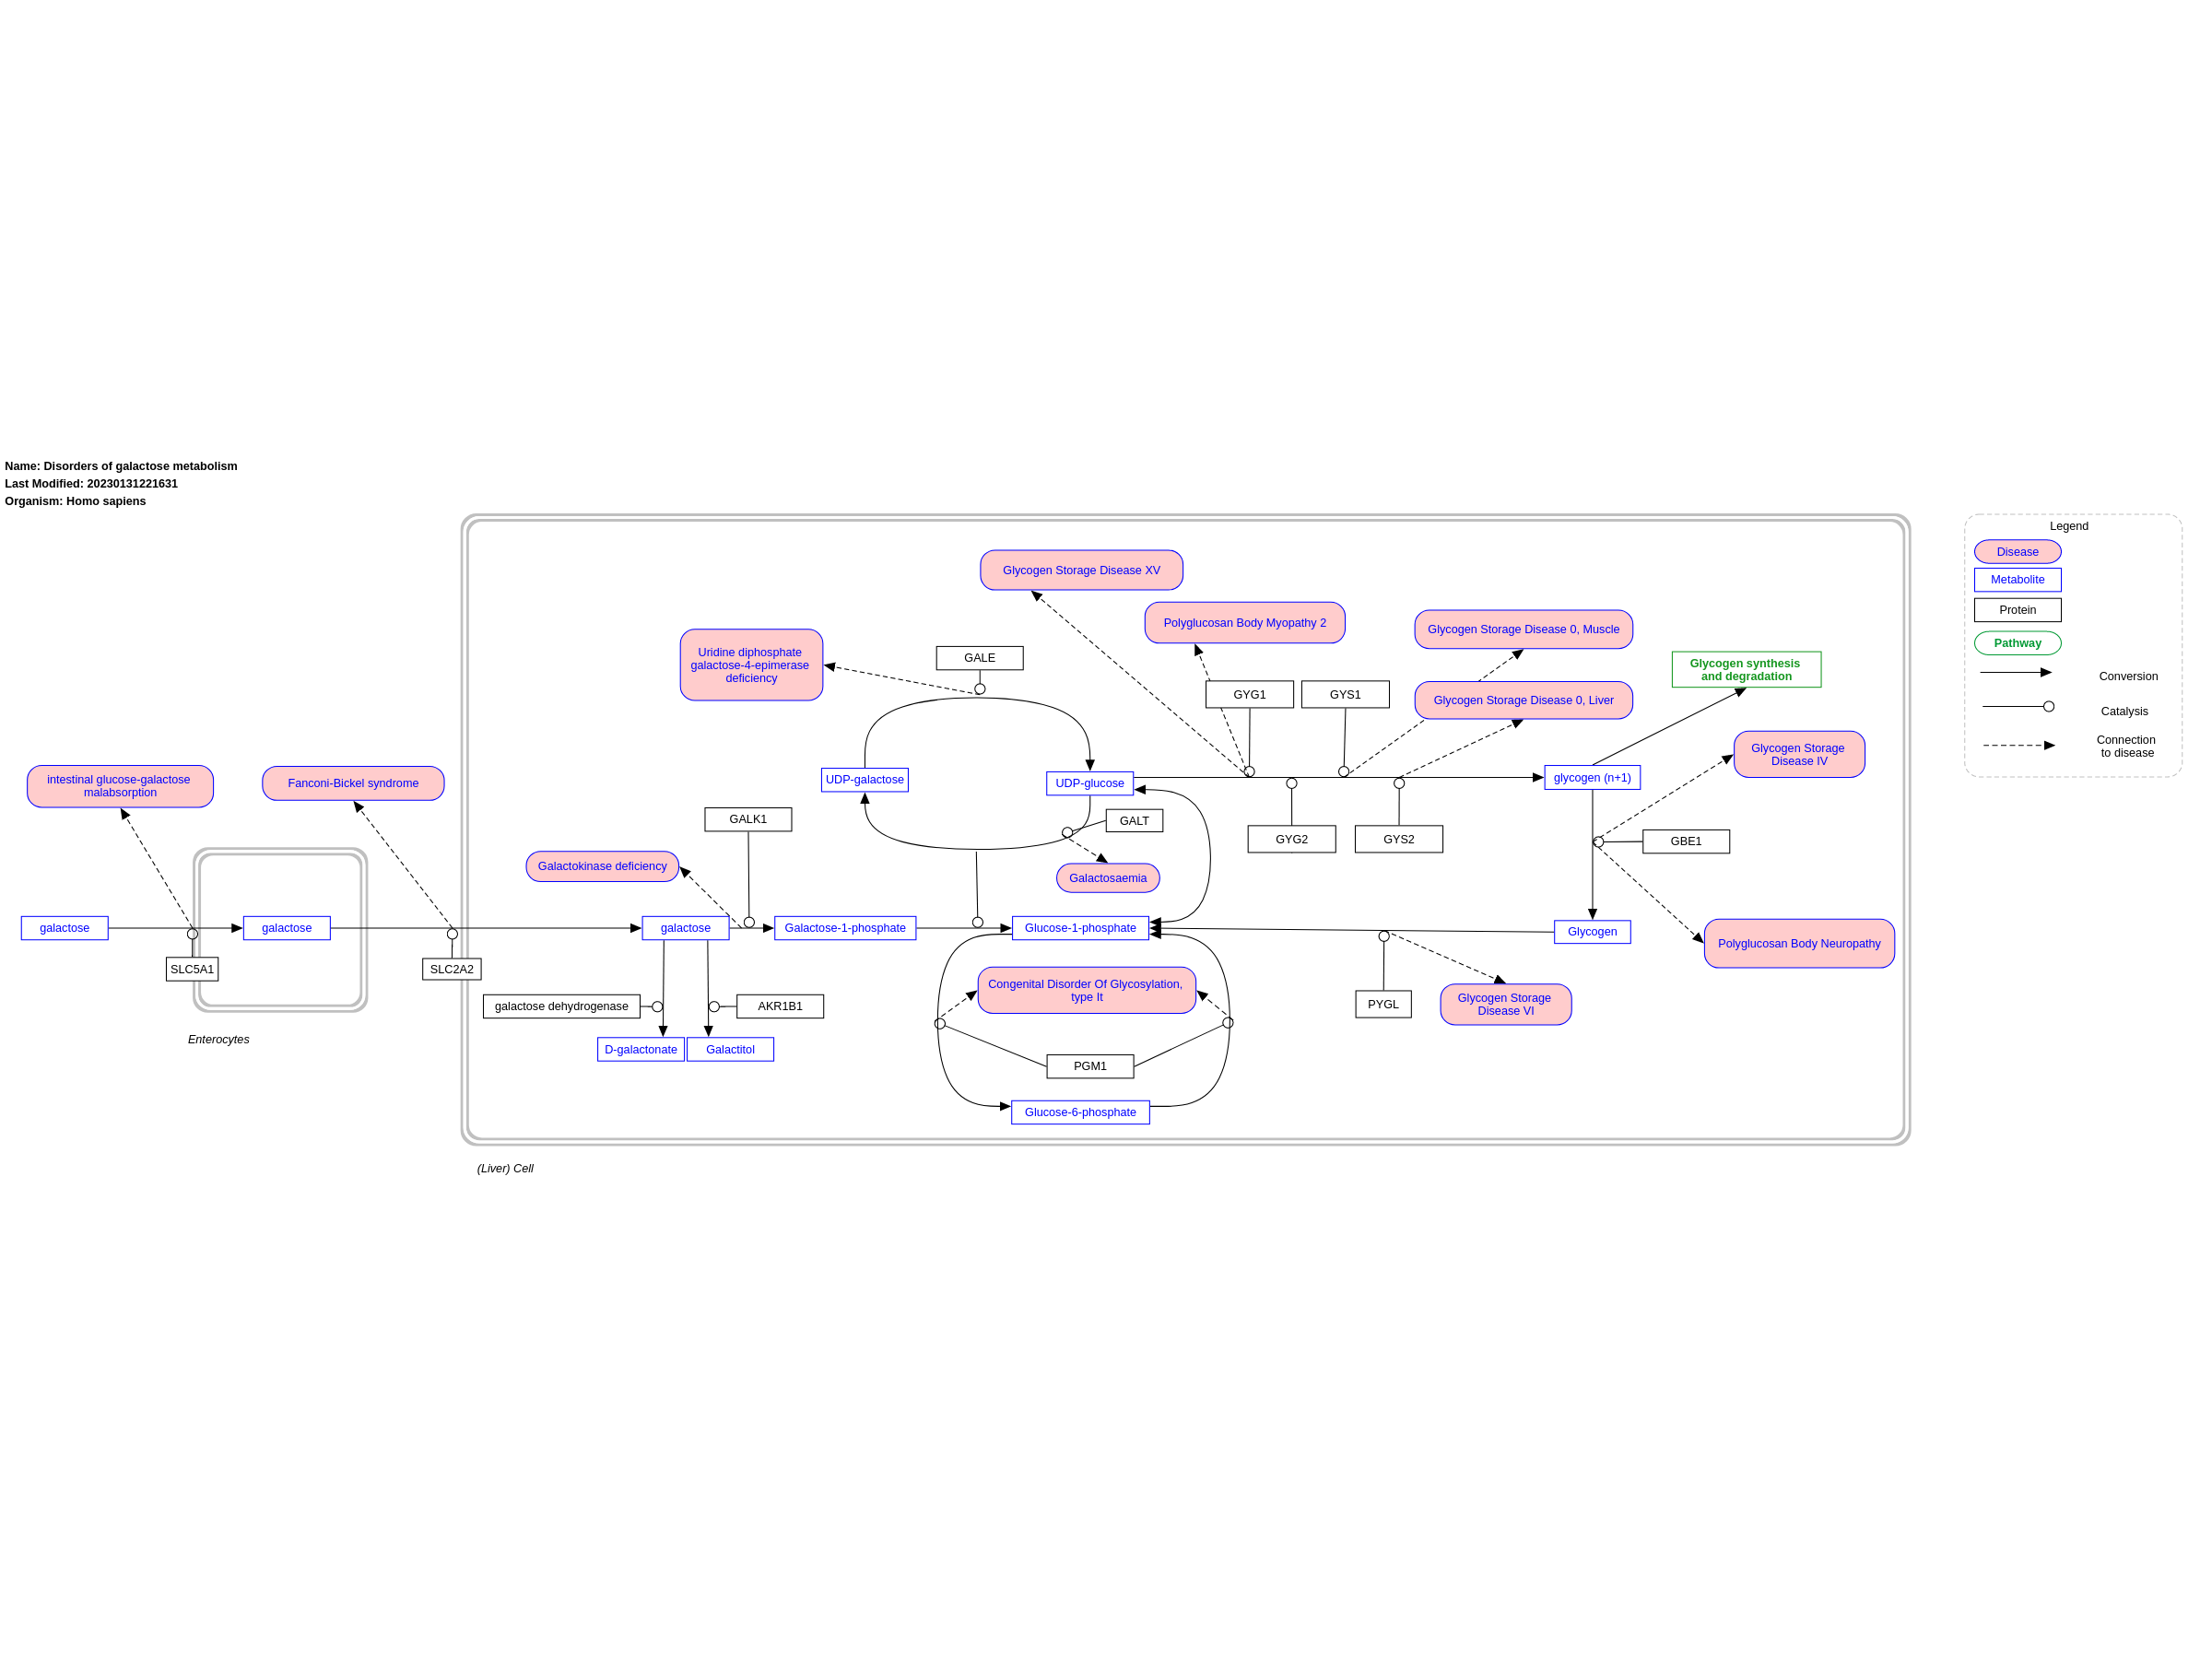 Name: Disorders of galactose metabolism
Last Modified: 20230131221631
Organism: Homo sapiens
Legend
Disease
Metabolite
Protein
Pathway
Conversion
Catalysis
Connection
to disease
Glycogen Storage Disease XV
Polyglucosan Body Myopathy 2
Glycogen Storage Disease 0, Muscle
Uridine diphosphate
galactose-4-epimerase
deficiency
GALE
Glycogen synthesis
and degradation
GYG1
GYS1
Glycogen Storage Disease 0, Liver
Glycogen Storage
Disease IV
intestinal glucose-galactose
malabsorption
Fanconi-Bickel syndrome
UDP-galactose
UDP-glucose
glycogen (n+1)
GALK1
GALT
GYG2
GYS2
GBE1
Galactokinase deficiency
Galactosaemia
galactose
galactose
galactose
Galactose-1-phosphate
Glucose-1-phosphate
Glycogen
Polyglucosan Body Neuropathy
SLC5A1
SLC2A2
Congenital Disorder Of Glycosylation,
type It
galactose dehydrogenase
AKR1B1
PYGL
Glycogen Storage
Disease VI
Enterocytes
D-galactonate
Galactitol
PGM1
Glucose-6-phosphate
(Liver) Cell